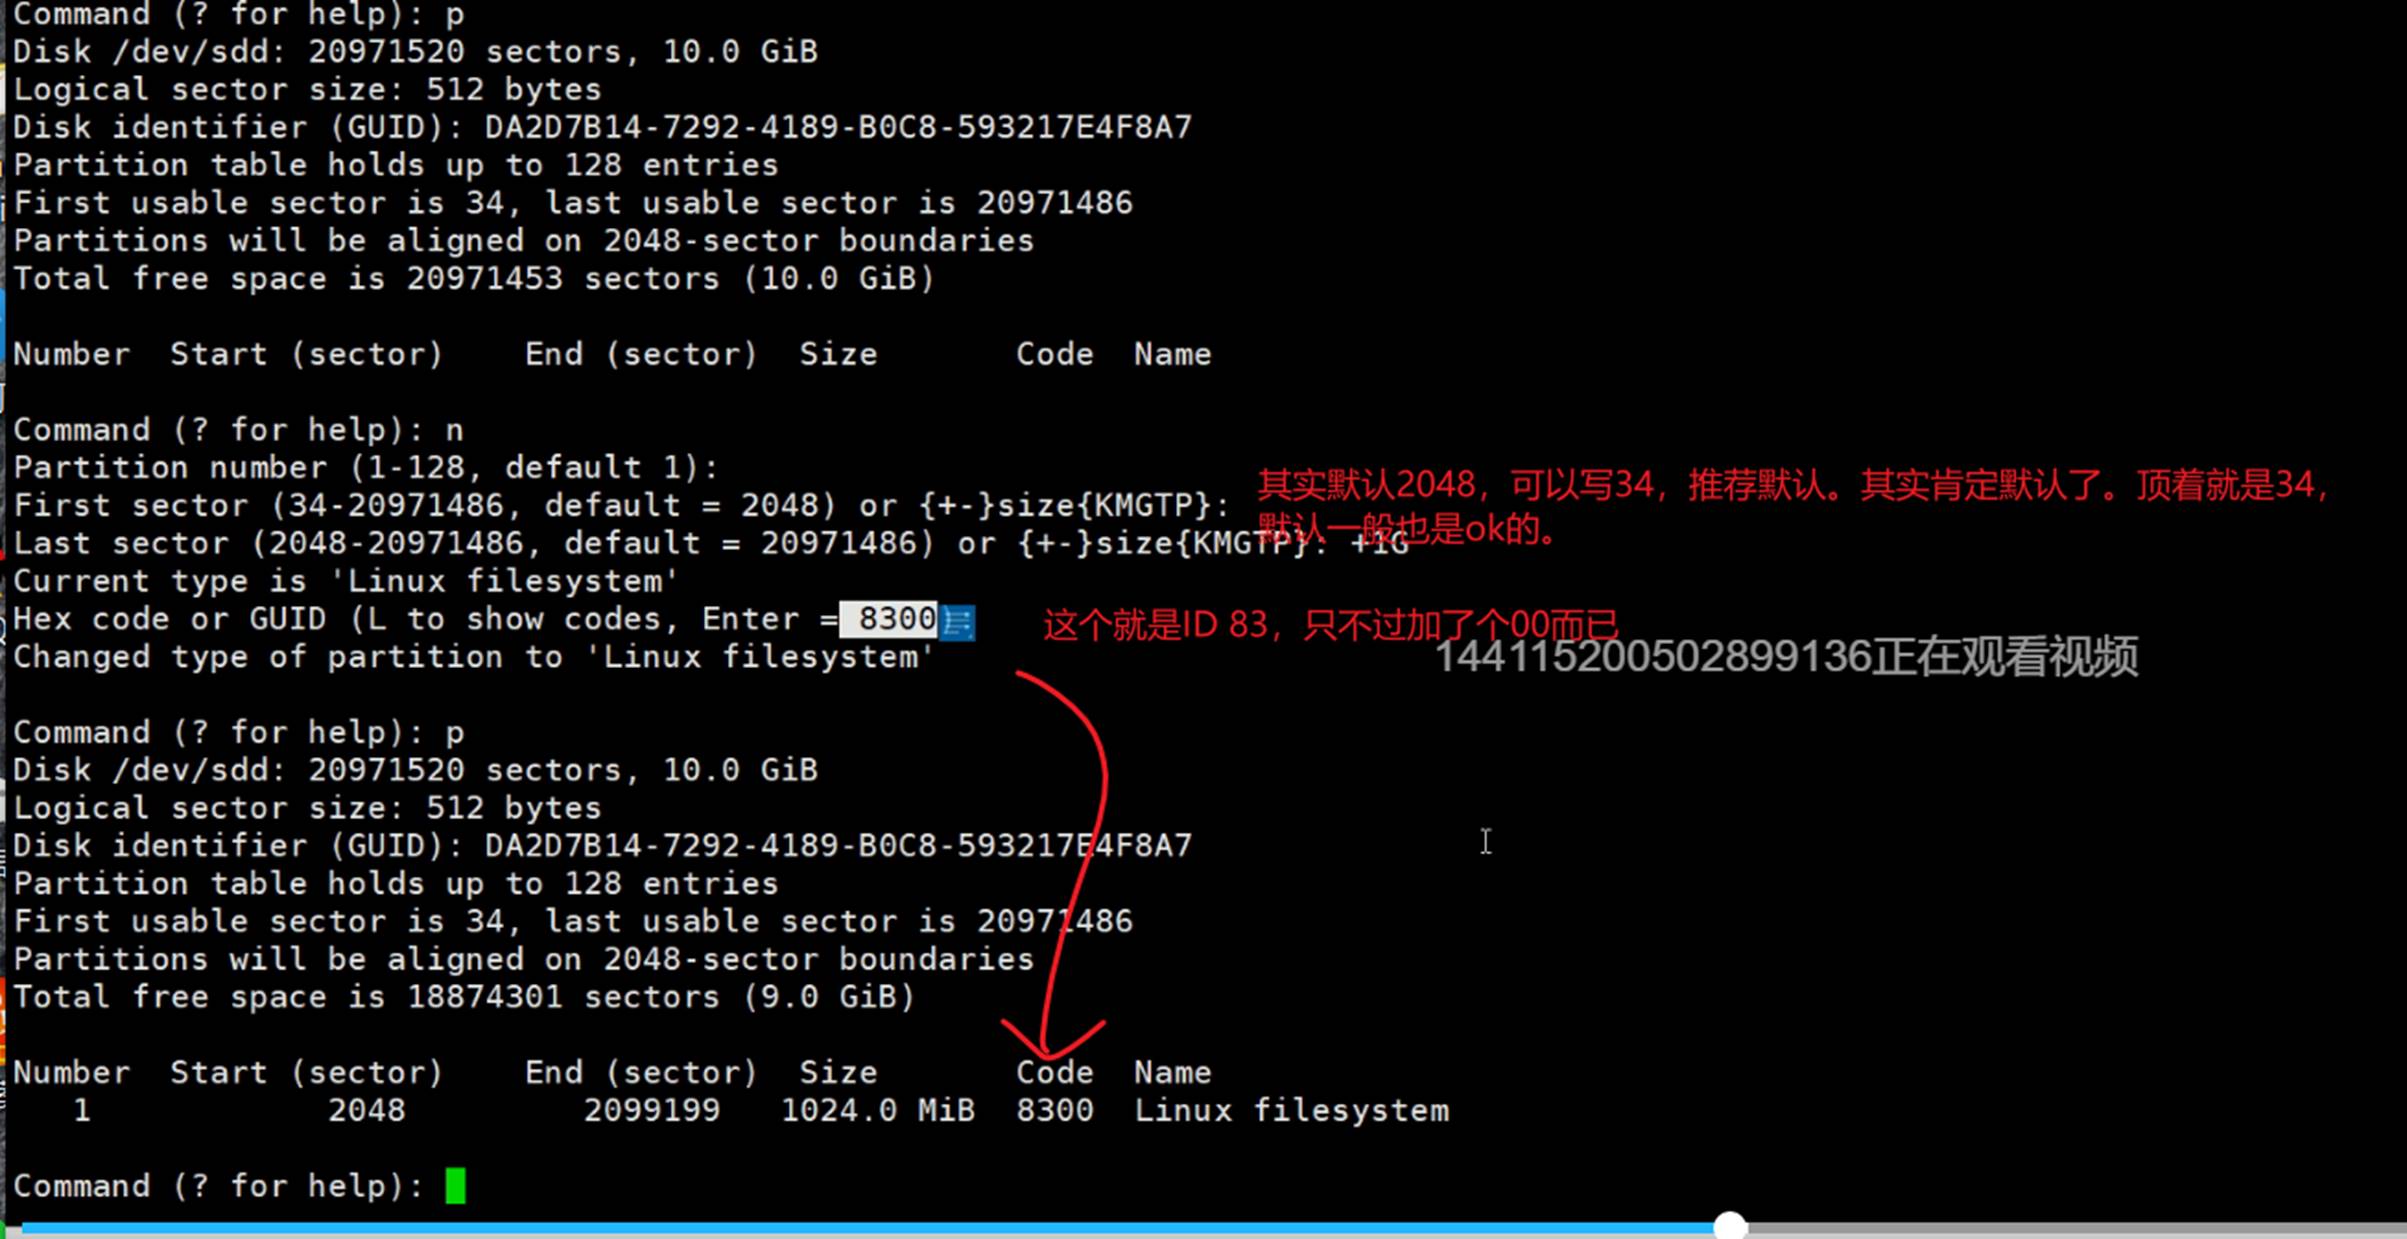 Command (? for help): p
Disk /dev/sdd: 20971520 sectors, 10.0 GiB
Logical sector size: 512 bytes
Disk identifier (GUID): DA2D7B14-7292-4189-B0C8-593217E4F8A7
Partition table holds up to 128 entries
First usable sector is 34, last usable sector is 20971486
Partitions will be aligned on 2048-sector boundaries
Total free space is 20971453 sectors (10.0 GiB)
Number  Start (sector)    End (sector)  Size       Code  Name
Command (? for help): n
Partition number (1-128, default 1):
其实默认2048，可以写34，推荐默认。其实肯定默认了。顶着就是34，
First sector (34-20971486, default = 2048) or {+-}size{KMGTP}:
默认一般也是ok的。
Last sector (2048-20971486, default = 20971486) or {+-}size{KMGTP}: +1G
Current type is 'Linux filesystem'
Hex code or GUID (L to show codes, Enter = 8300
这个就是ID 83，只不过加了个00而已
Changed type of partition to 'Linux filesystem'
144115200502899136正在观看视频
Command (? for help): p
Disk /dev/sdd: 20971520 sectors, 10.0 GiB
Logical sector size: 512 bytes
Disk identifier (GUID): DA2D7B14-7292-4189-B0C8-593217E4F8A7
Partition table holds up to 128 entries
First usable sector is 34, last usable sector is 20971486
Partitions will be aligned on 2048-sector boundaries
Total free space is 18874301 sectors (9.0 GiB)
Number  Start (sector)    End (sector)  Size       Code  Name
   1            2048         2099199   1024.0 MiB  8300  Linux filesystem
Command (? for help):